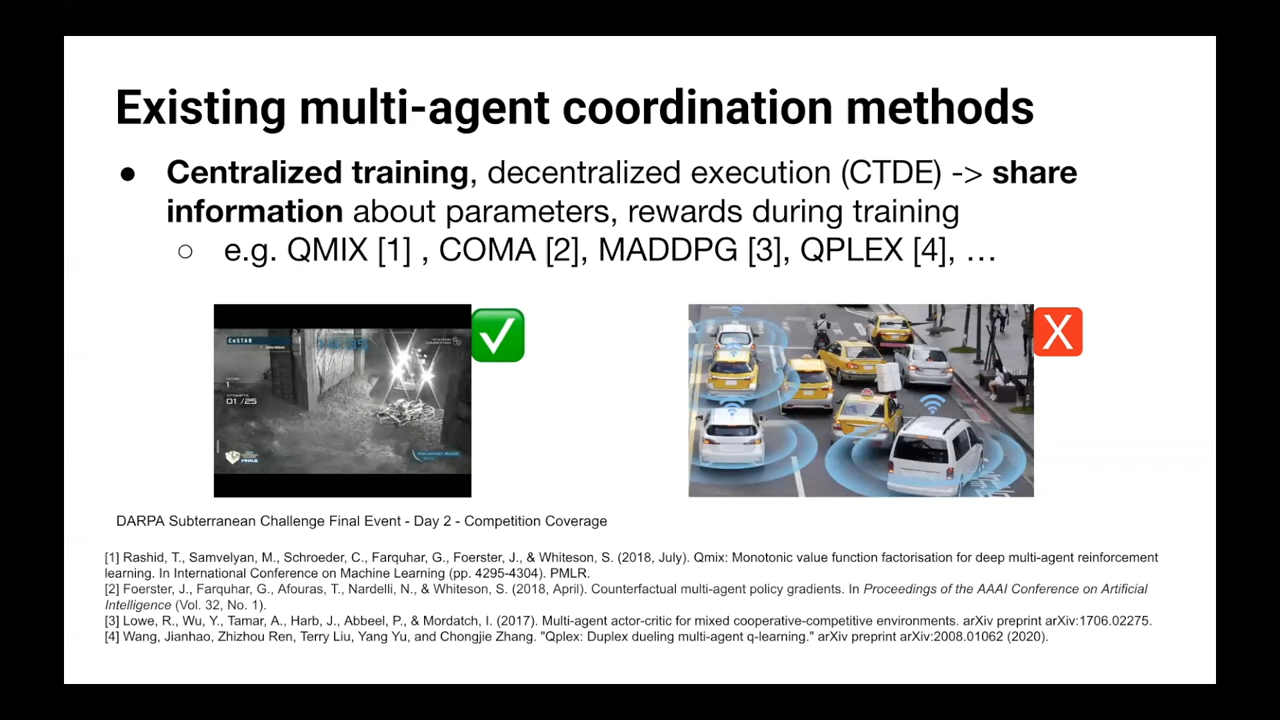 Existing multi-agent coordination methods
● Centralized training, decentralized execution (CTDE) -> share
information about parameters, rewards during training
○ e.g. QMIX [1] , COMA [2], MADDPG [3], QPLEX [4], …
CoSTAR
01 /25
X
DARPA Subterranean Challenge Final Event - Day 2 - Competition Coverage
[1] Rashid, T., Samvelyan, M., Schroeder, C., Farquhar, G., Foerster, J., & Whiteson, S. (2018, July). Qmix: Monotonic value function factorisation for deep multi-agent reinforcement
learning. In International Conference on Machine Learning (pp. 4295-4304). PMLR.
[2] Foerster, J., Farquhar, G., Afouras, T., Nardelli, N., & Whiteson, S. (2018, April). Counterfactual multi-agent policy gradients. In Proceedings of the AAAI Conference on Artificial
Intelligence (Vol. 32, No. 1).
[3] Lowe, R., Wu, Y., Tamar, A., Harb, J., Abbeel, P., & Mordatch, I. (2017). Multi-agent actor-critic for mixed cooperative-competitive environments. arXiv preprint arXiv:1706.02275.
[4] Wang, Jianhao, Zhizhou Ren, Terry Liu, Yang Yu, and Chongjie Zhang. "Qplex: Duplex dueling multi-agent q-learning." arXiv preprint arXiv:2008.01062 (2020).